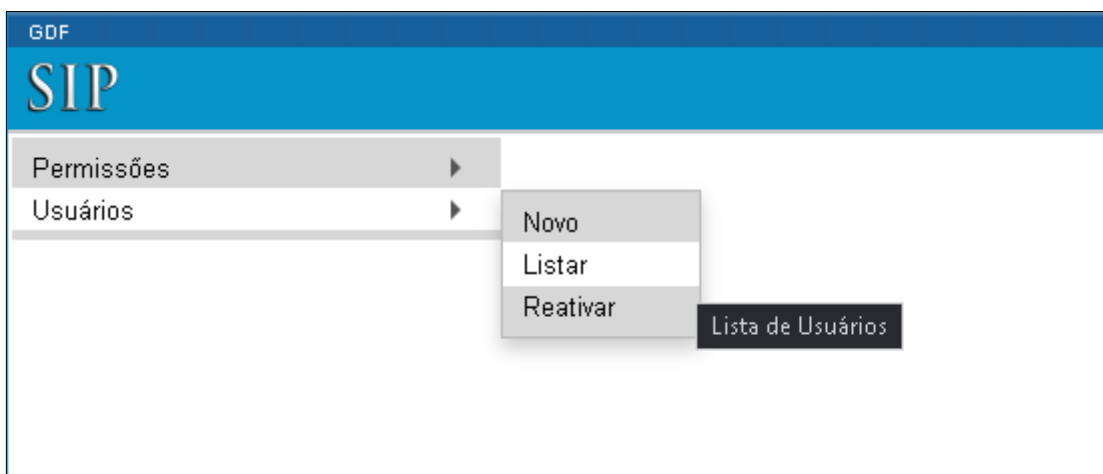 GDF
SIP
Permissões
Usuários
Novo
Listar
Reativar
Lista de Usuários